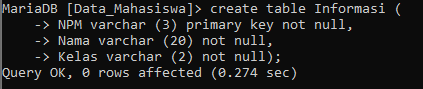 MariaDB [Data_Mahasiswa]> create table Informasi (
    -> NPM varchar (3) primary key not null,
    -> Nama varchar (20) not null,
    -> Kelas varchar (2) not null);
Query OK, 0 rows affected (0.274 sec)